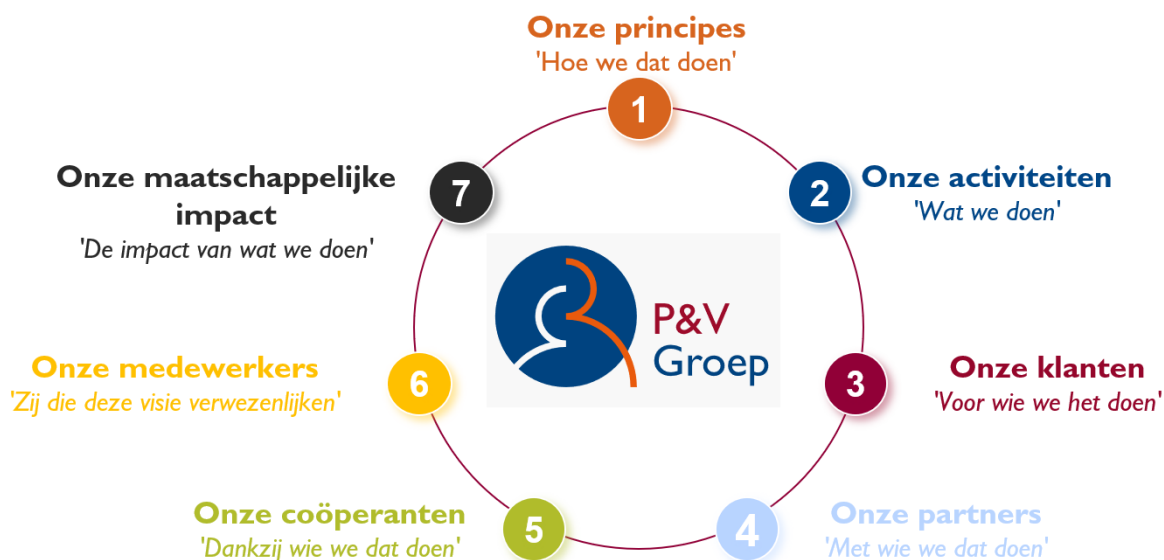 Onze principes
'Hoe we dat doen'
1
Onze activiteiten
'Wat we doen'
2
Onze klanten
'Voor wie we het doen'
3
Onze partners
'Met wie we dat doen'
4
Onze coöperanten
'Dankzij wie we dat doen'
5
Onze medewerkers
'Zij die deze visie verwezenlijken'
6
Onze maatschappelijke
impact
'De impact van wat we doen'
7
P&V
Groep